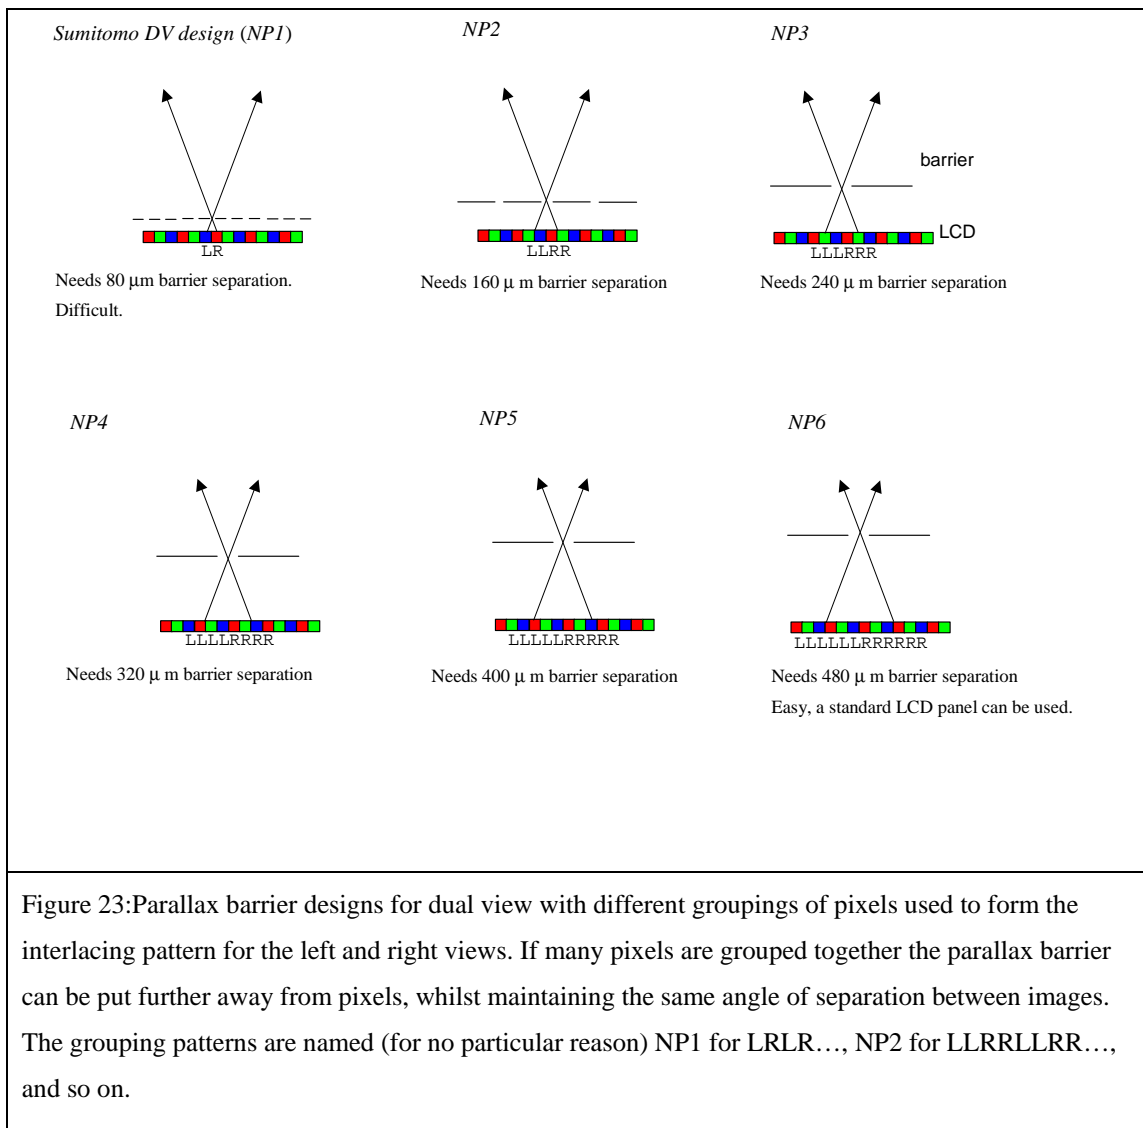 Sumitomo DV design (NP1)
NP2
NP3
barrier
LCD
LR
LLRR
LLLRRR
Needs 80 μm barrier separation.
Difficult.
Needs 160 μ m barrier separation
Needs 240 μ m barrier separation
NP4
NP5
NP6
LLLLRRRR
LLLLLRRRRR
LLLLLLRRRRRR
Needs 320 μ m barrier separation
Needs 400 μ m barrier separation
Needs 480 μ m barrier separation
Easy, a standard LCD panel can be used.
Figure 23:Parallax barrier designs for dual view with different groupings of pixels used to form the
interlacing pattern for the left and right views. If many pixels are grouped together the parallax barrier
can be put further away from pixels, whilst maintaining the same angle of separation between images.
The grouping patterns are named (for no particular reason) NP1 for LRLR…, NP2 for LLRRLLRR…,
and so on.